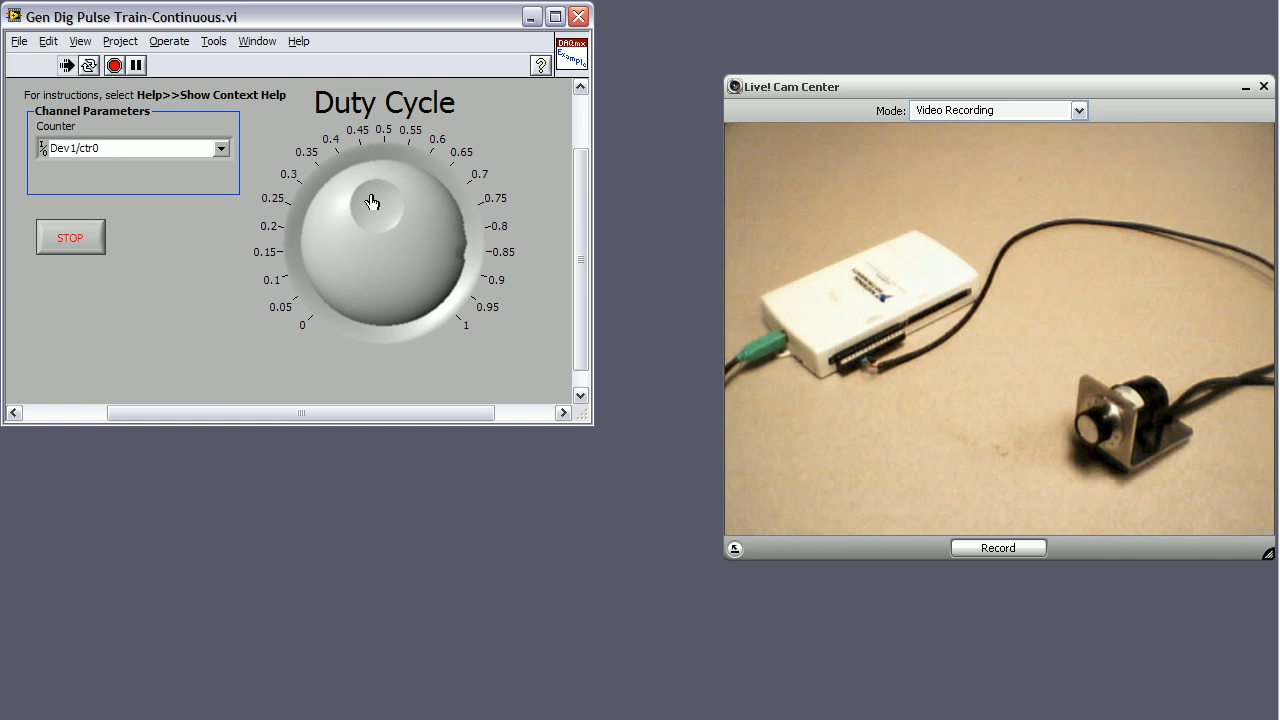 Gen Dig Pulse Train-Continuous.vi
File Edit View Project Operate Tools Window Help
DAQmx
Example
?
For instructions, select Help>>Show Context Help
Channel Parameters
Counter
Dev1/ctr0
STOP
Duty Cycle
0
0.05
0.1
0.15
0.2
0.25
0.3
0.35
0.4
0.45
0.5
0.55
0.6
0.65
0.7
0.75
0.8
0.85
0.9
0.95
1
Live! Cam Center
Mode: Video Recording
Record